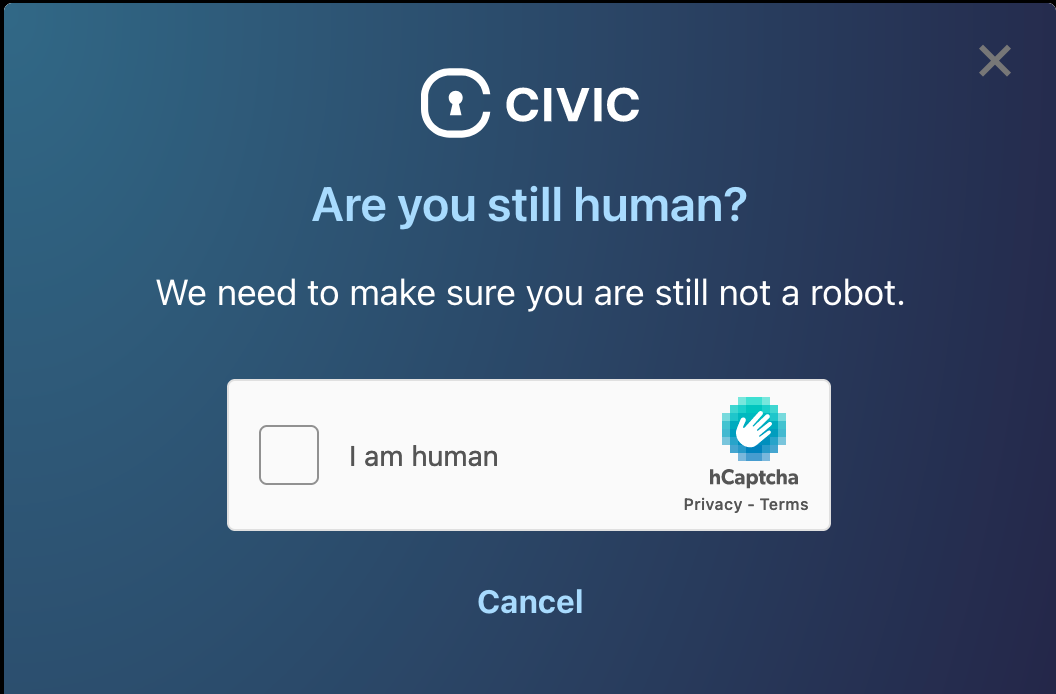 CIVIC
Are you still human?
We need to make sure you are still not a robot.
I am human
hCaptcha
Privacy - Terms
Cancel